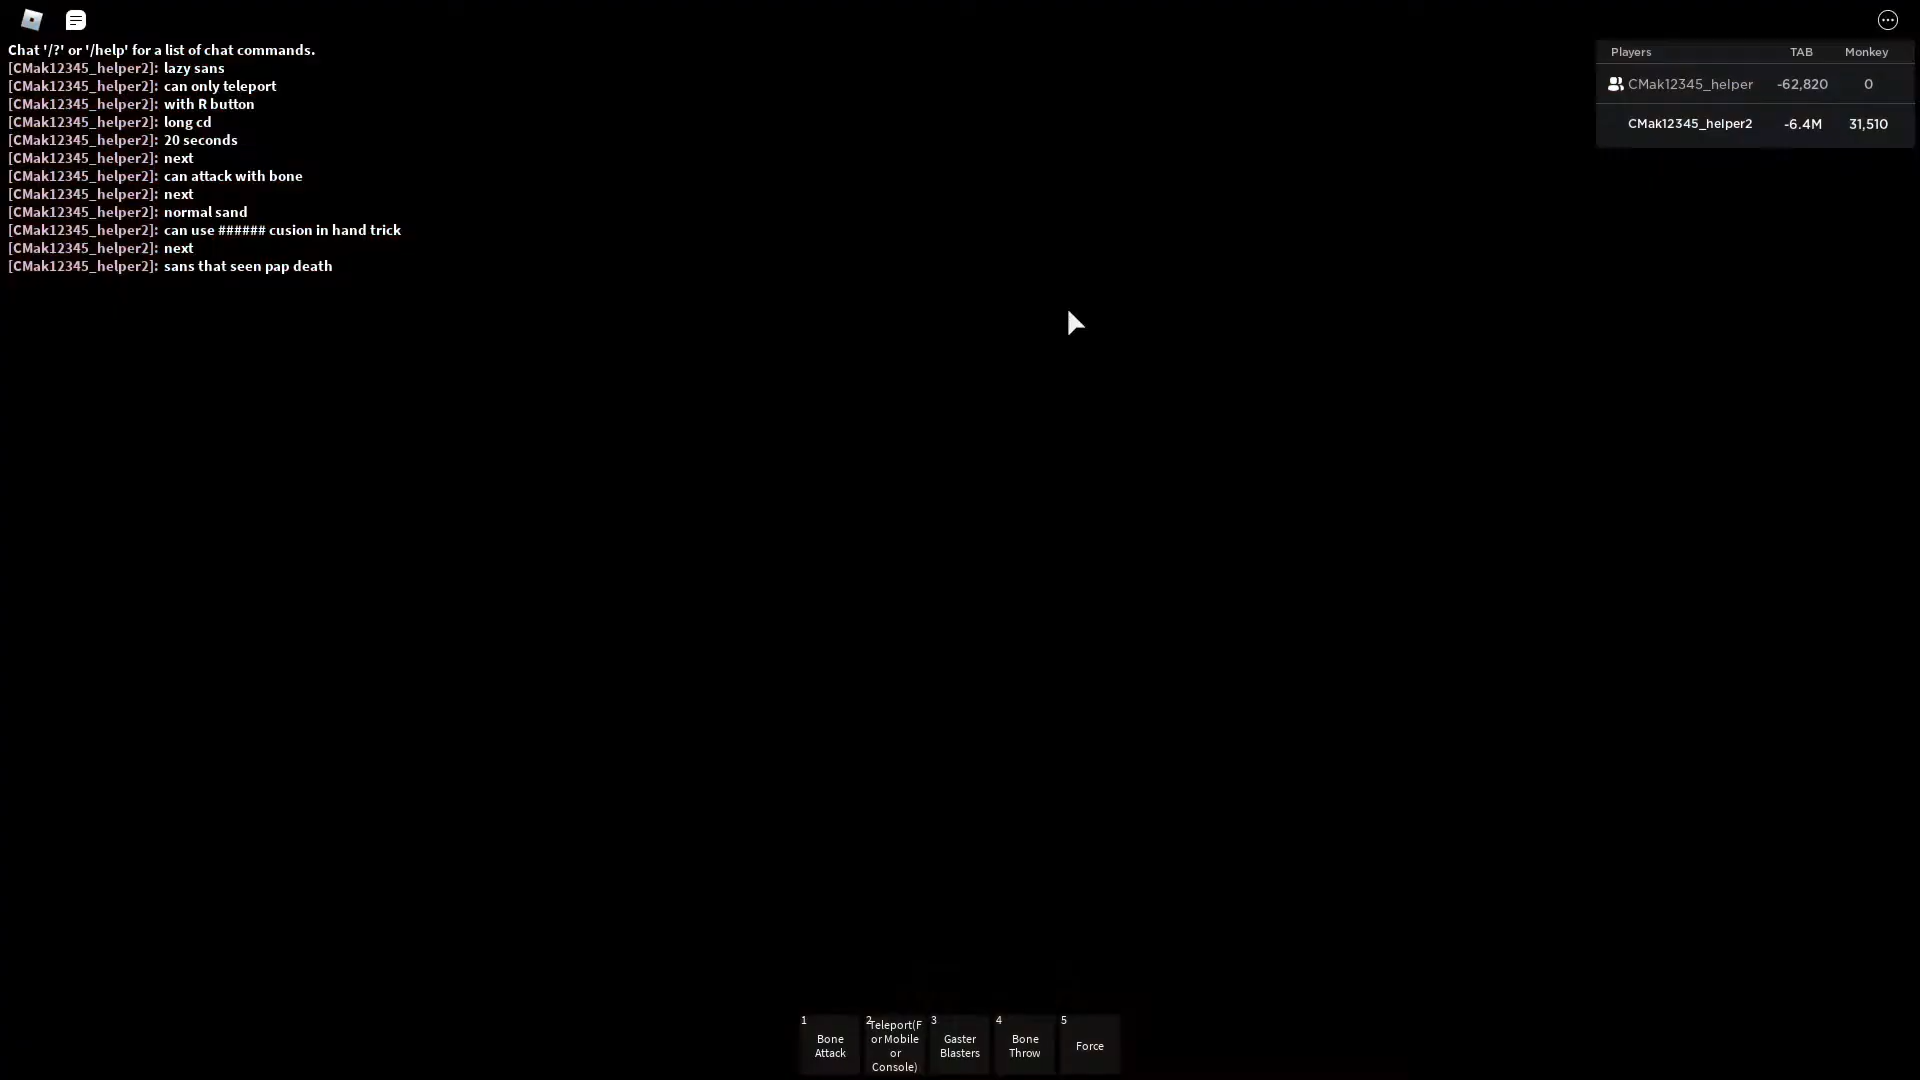 Chat '/?' or '/help' for a list of chat commands.
[CMak12345_helper2]: lazy sans
[CMak12345_helper2]: can only teleport
[CMak12345_helper2]: with R button
[CMak12345_helper2]: long cd
[CMak12345_helper2]: 20 seconds
[CMak12345_helper2]: next
[CMak12345_helper2]: can attack with bone
[CMak12345_helper2]: next
[CMak12345_helper2]: normal sand
[CMak12345_helper2]: can use ###### cusion in hand trick
[CMak12345_helper2]: next
[CMak12345_helper2]: sans that seen pap death
Players TAB Monkey
CMak12345_helper -62,820 0
CMak12345_helper2 -6.4M 31,510
1
Bone
Attack
2
Teleport(F
or Mobile
or
Console)
3
Gaster
Blasters
4
Bone
Throw
5
Force